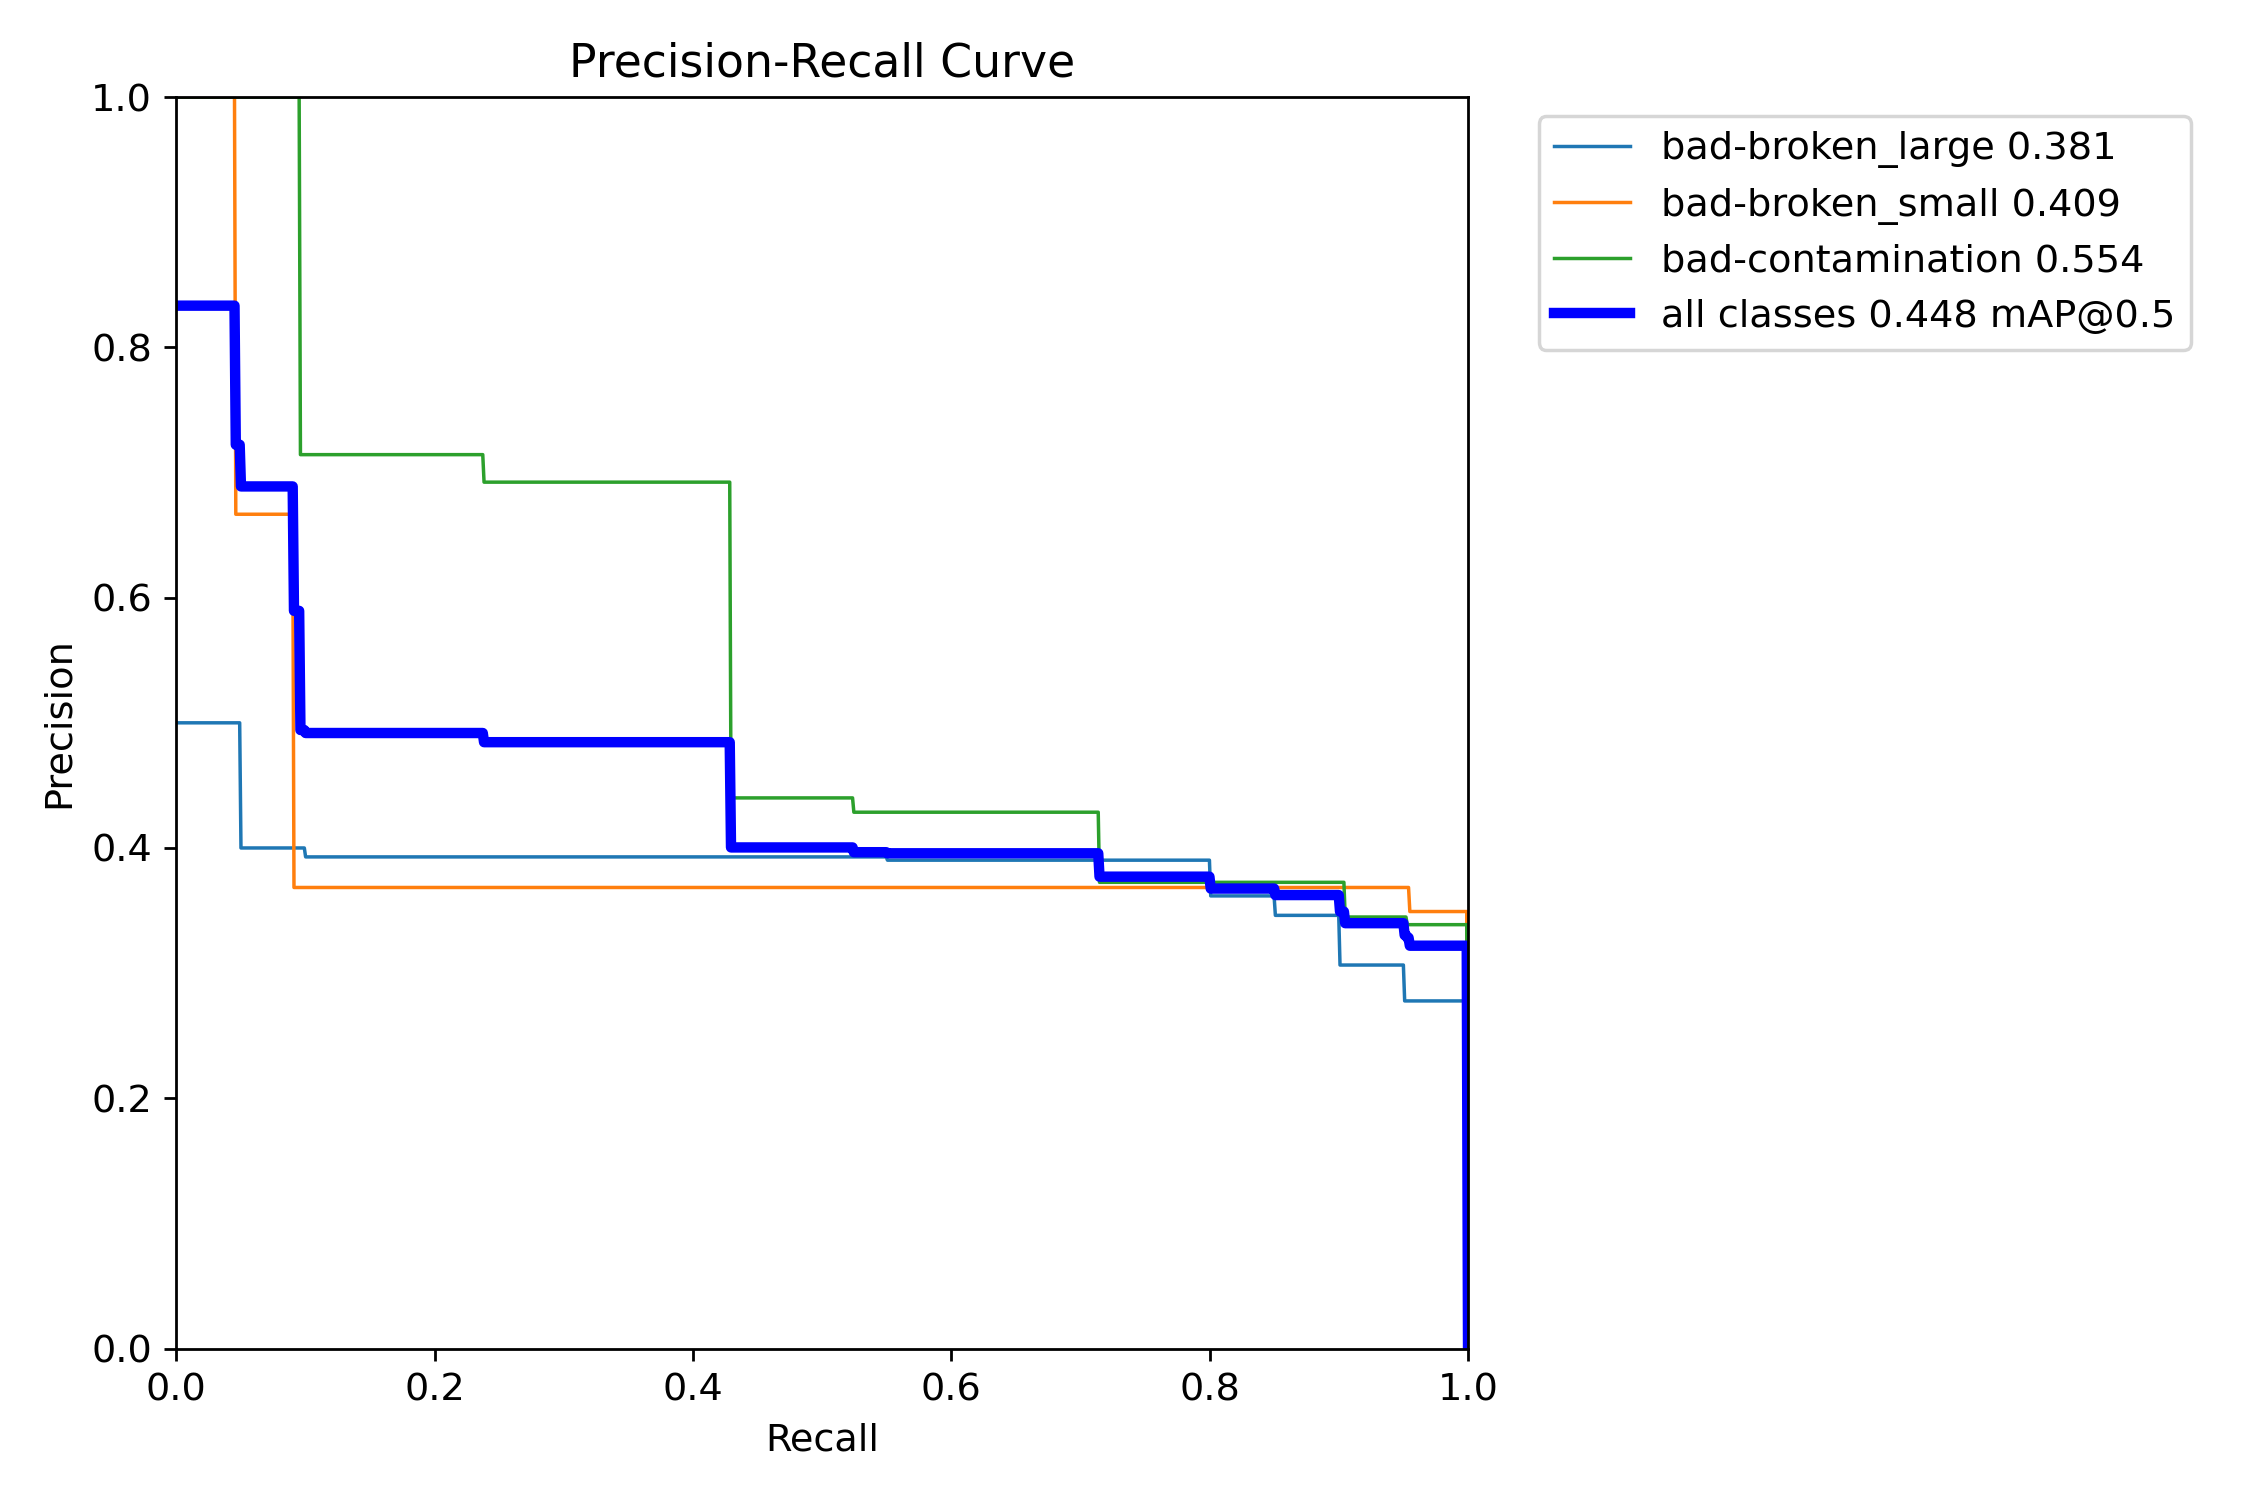 Precision-Recall Curve
1.0
0.8
0.6
0.4
0.2
0.0
Precision
0.0 0.2 0.4 0.6 0.8 1.0
Recall
bad-broken_large 0.381
bad-broken_small 0.409
bad-contamination 0.554
all classes 0.448 mAP@0.5